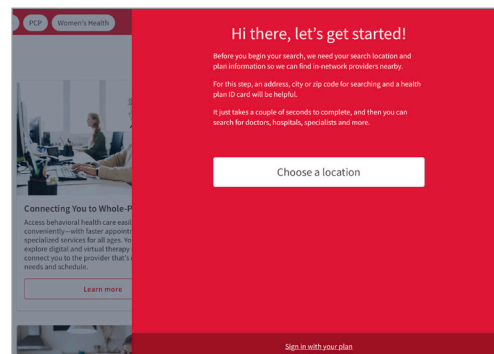 PCP
Women's Health
Hi there, let's get started!
Before you begin your search, we need your search location and
plan information so we can find in-network providers nearby.
For this step, an address, city or zip code for searching and a health
plan ID card will be helpful.
It just takes a couple of seconds to complete, and then you can
search for doctors, hospitals, specialists and more.
Choose a location
Connecting You to Whole-P
Access behavioral health care easil
conveniently—with faster appoint
specialized services for all ages. Yo
explore digital and virtual therapy
connect you to the provider that's
needs and schedule.
Learn more
Sign in with your plan